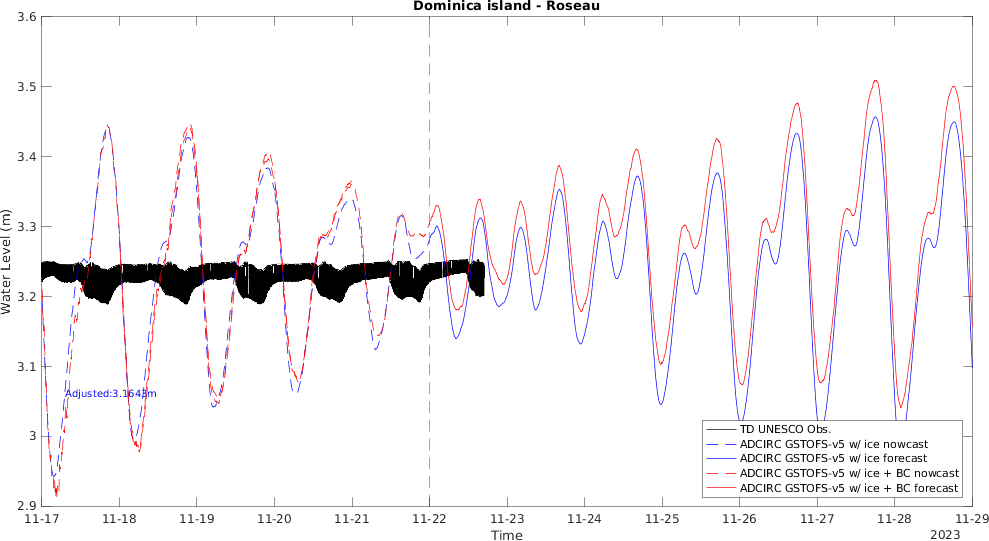 Dominica island - Roseau
3.6
3.5
3.4
3.3
3.2
3.1
3
2.9
Water Level (m)
Adjusted:3.1643m
TD UNESCO Obs.
ADCIRC GSTOFS-v5 w/ ice nowcast
ADCIRC GSTOFS-v5 w/ ice forecast
ADCIRC GSTOFS-v5 w/ ice + BC nowcast
ADCIRC GSTOFS-v5 w/ ice + BC forecast
11-17 11-18 11-19 11-20 11-21 11-22 11-23 11-24 11-25 11-26 11-27 11-28 11-29
Time
2023